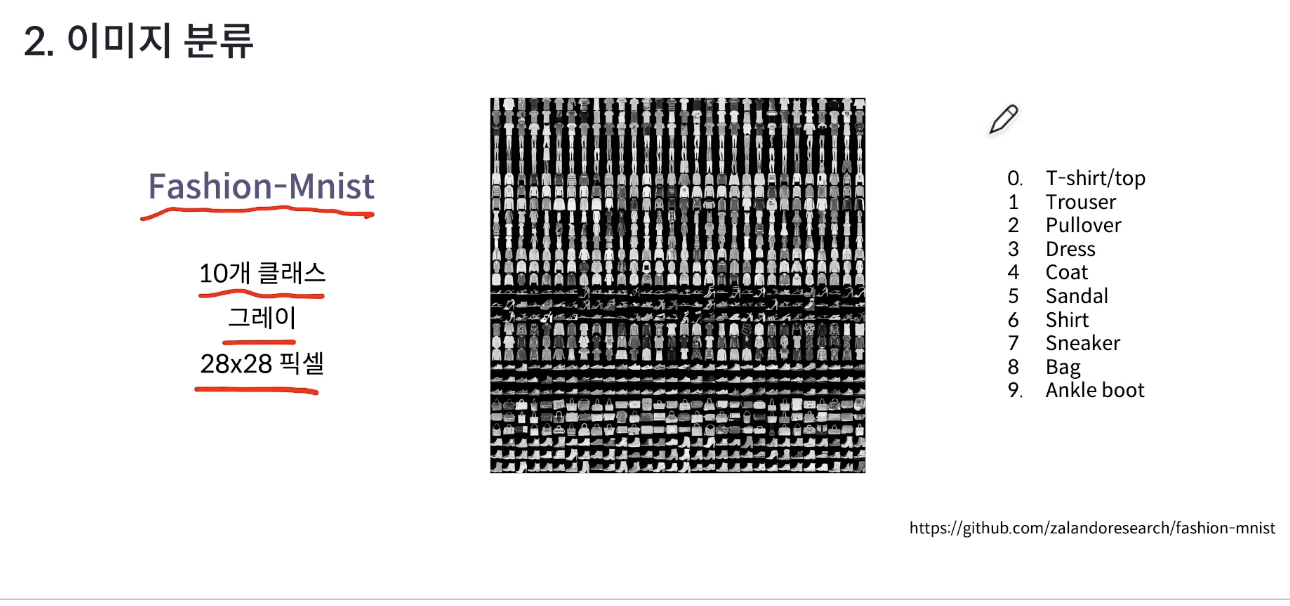 2. 이미지 분류
Fashion-Mnist
10개 클래스
그레이
28x28 픽셀
0. T-shirt/top
1 Trouser
2 Pullover
3 Dress
4 Coat
5 Sandal
6 Shirt
7 Sneaker
8 Bag
9. Ankle boot
https://github.com/zalandoresearch/fashion-mnist